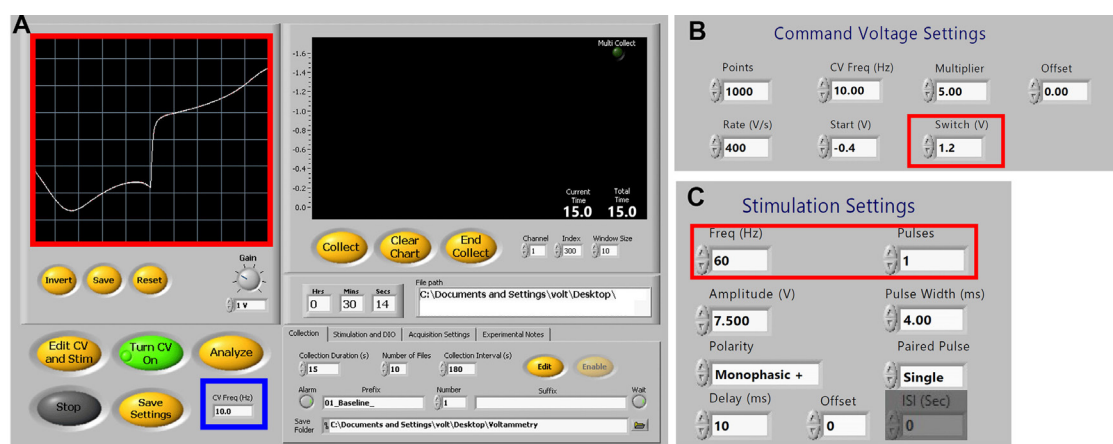 A
Multi Collect
-1.6-
-1.4-
-1.2-
-1.0-
-0.8-
-0.6-
-0.4-
-0.2-
0.0-
Current Time Total Time
15.0 15.0
Collect Clear Chart End Collect
Channel Index Window Size
1 300 10
Gain
Invert Save Reset
1 V
Hrs Mins Secs
0 30 14
File path
C:\Documents and Settings\volt\Desktop\
Edit CV and Stim Turn CV On Analyze
Stop Save Settings
CV Freq (Hz)
10.0
Collection Stimulation and DIO Acquisition Settings Experimental Notes
Collection Duration (s) Number of Files Collection Interval (s)
15 10 180 Edit Enable
Alarm Prefix Number Suffix Wait
01_Baseline_ 1
Save Folder C:\Documents and Settings\volt\Desktop\Voltammetry
B
Command Voltage Settings
Points CV Freq (Hz) Multiplier Offset
1000 10.00 5.00 0.00
Rate (V/s) Start (V) Switch (V)
400 -0.4 1.2
C
Stimulation Settings
Freq (Hz) Pulses
60 1
Amplitude (V) Pulse Width (ms)
7.500 4.00
Polarity Paired Pulse
Monophasic + Single
Delay (ms) Offset ISI (Sec)
10 0 0